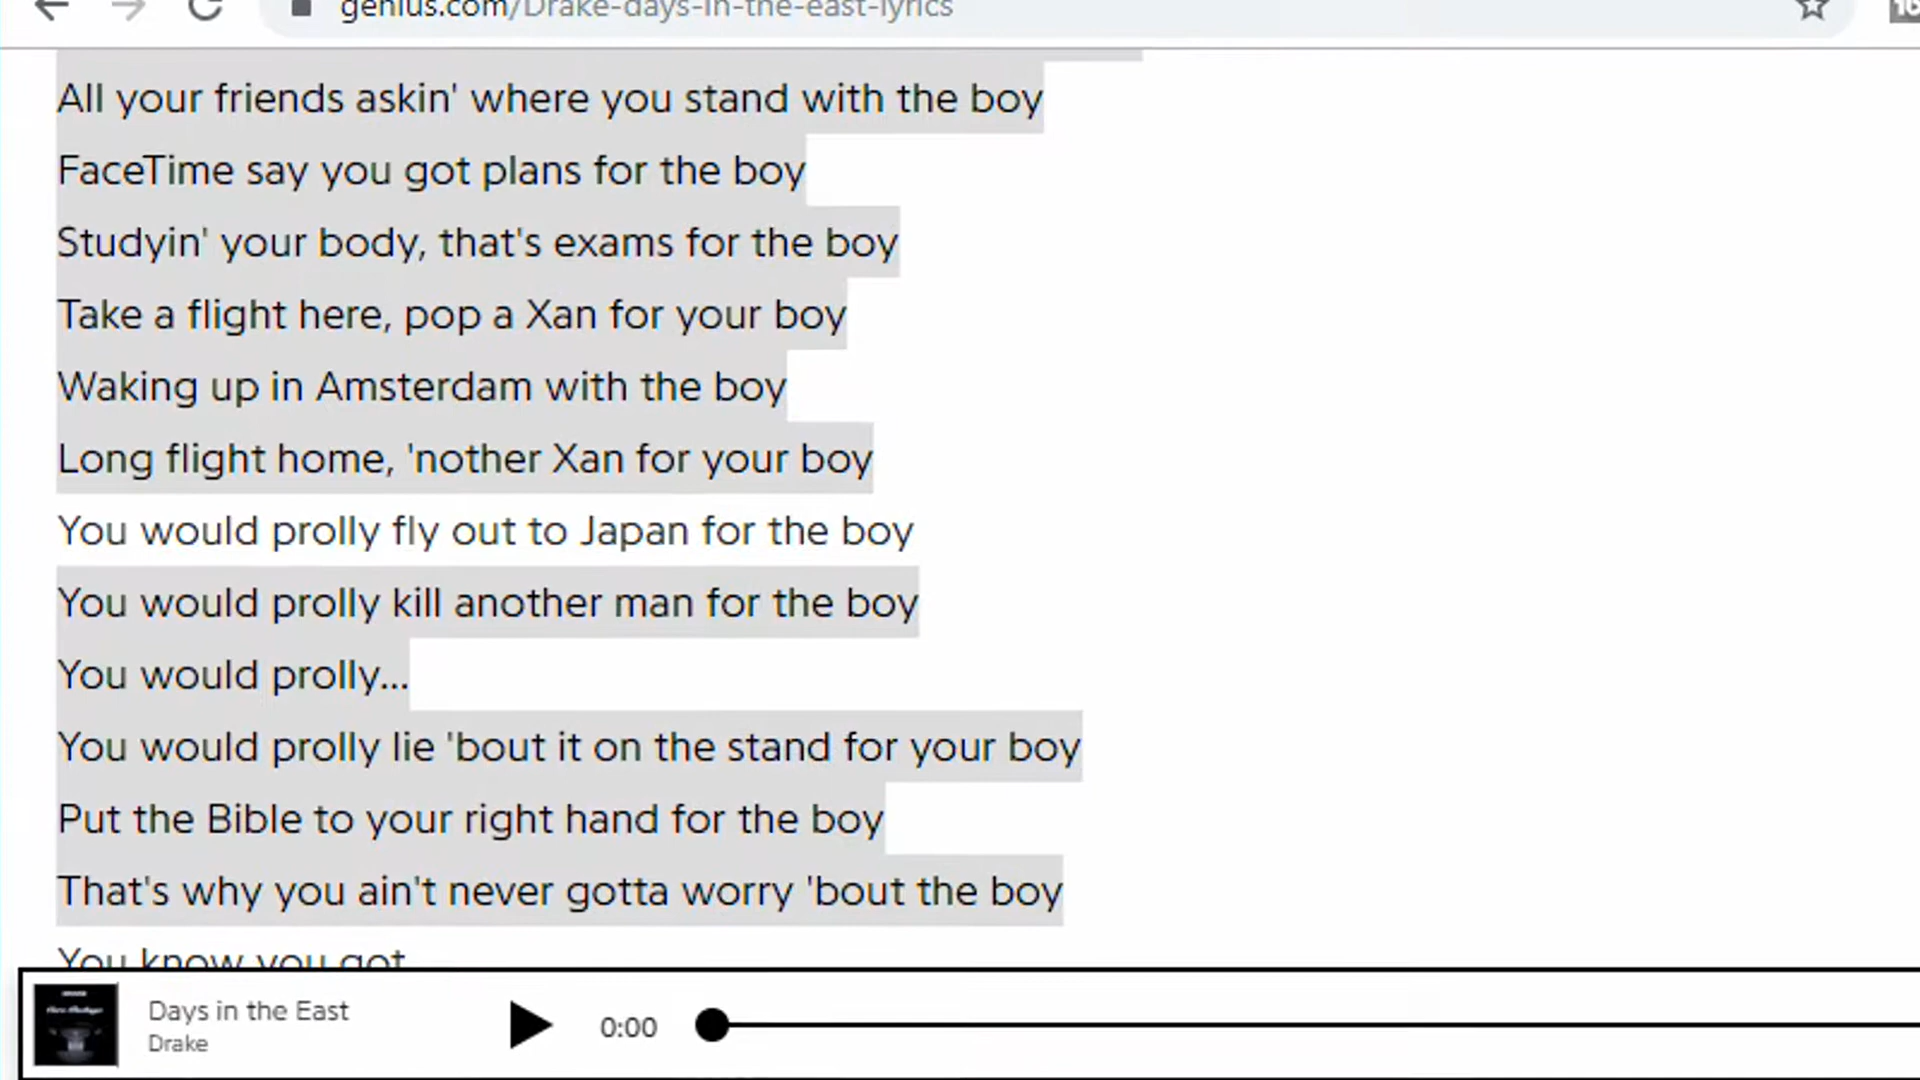 genius.com/Drake-days-in-the-east-lyrics
All your friends askin' where you stand with the boy
FaceTime say you got plans for the boy
Studyin' your body, that's exams for the boy
Take a flight here, pop a Xan for your boy
Waking up in Amsterdam with the boy
Long flight home, 'nother Xan for your boy
You would prolly fly out to Japan for the boy
You would prolly kill another man for the boy
You would prolly...
You would prolly lie 'bout it on the stand for your boy
Put the Bible to your right hand for the boy
That's why you ain't never gotta worry 'bout the boy
You know you got
Days in the East
Drake
0:00